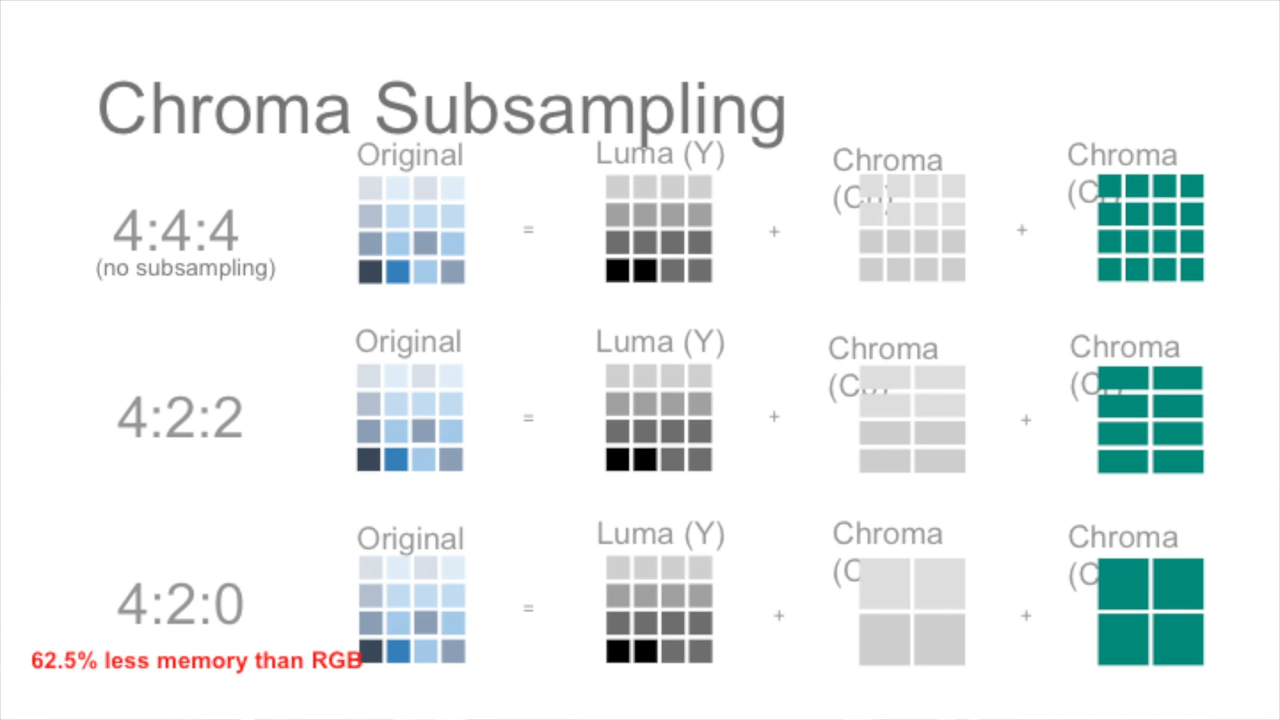 Chroma Subsampling
Original
Luma (Y)
Chroma
Chroma
4:4:4
(no subsampling)
=
+
+
Original
Luma (Y)
Chroma
Chroma
4:2:2
=
+
+
Original
Luma (Y)
Chroma
Chroma
4:2:0
=
+
+
62.5% less memory than RGB